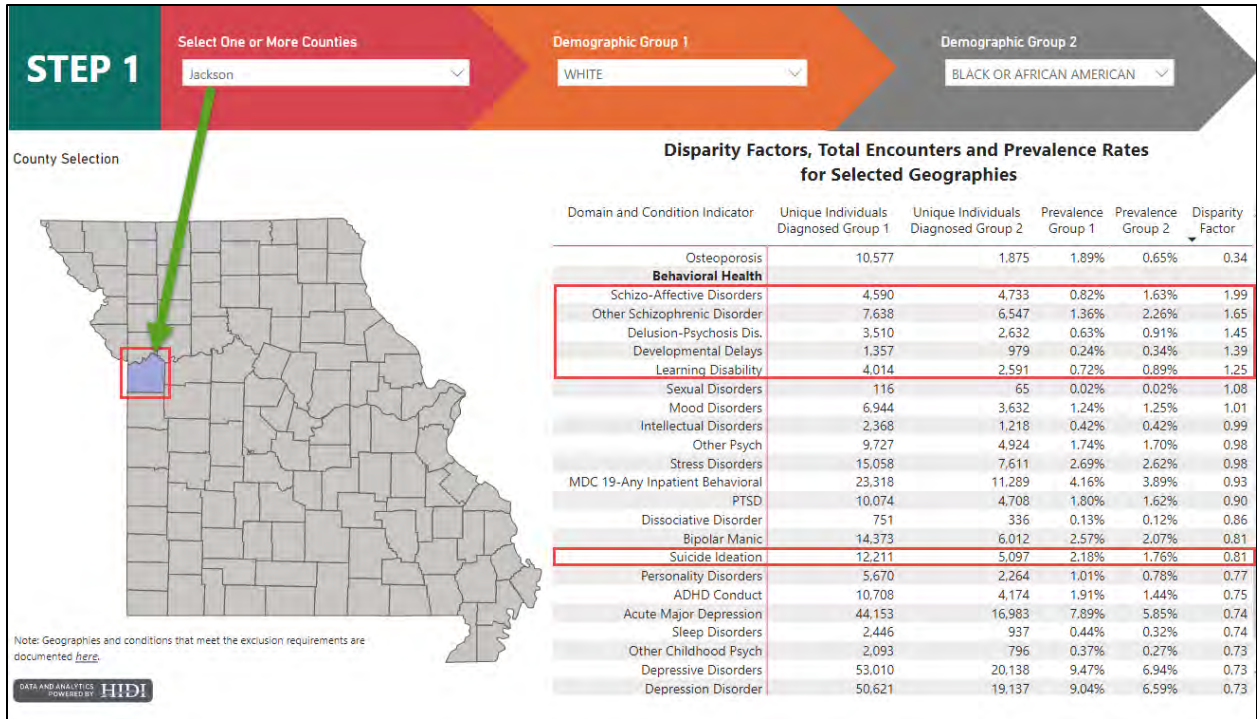 STEP 1
Select One or More Counties
Jackson
Demographic Group 1
WHITE
Demographic Group 2
BLACK OR AFRICAN AMERICAN
County Selection
Note: Geographies and conditions that meet the exclusion requirements are
documented here.
DATA AND ANALYTICS
POWERED BY HIDI
Disparity Factors, Total Encounters and Prevalence Rates
for Selected Geographies
Domain and Condition Indicator Unique Individuals Unique Individuals Prevalence Prevalence Disparity
Diagnosed Group 1 Diagnosed Group 2 Group 1 Group 2 Factor
Osteoporosis 10,577 1,875 1.89% 0.65% 0.34
Behavioral Health
Schizo-Affective Disorders 4,590 4,733 0.82% 1.63% 1.99
Other Schizophrenic Disorder 7,638 6,547 1.36% 2.26% 1.65
Delusion-Psychosis Dis. 3,510 2,632 0.63% 0.91% 1.45
Developmental Delays 1,357 979 0.24% 0.34% 1.39
Learning Disability 4,014 2,591 0.72% 0.89% 1.25
Sexual Disorders 116 65 0.02% 0.02% 1.08
Mood Disorders 6,944 3,632 1.24% 1.25% 1.01
Intellectual Disorders 2,368 1,218 0.42% 0.42% 0.99
Other Psych 9,727 4,924 1.74% 1.70% 0.98
Stress Disorders 15,058 7,611 2.69% 2.62% 0.98
MDC 19-Any Inpatient Behavioral 23,318 11,289 4.16% 3.89% 0.93
PTSD 10,074 4,708 1.80% 1.62% 0.90
Dissociative Disorder 751 336 0.13% 0.12% 0.86
Bipolar Manic 14,373 6,012 2.57% 2.07% 0.81
Suicide Ideation 12,211 5,097 2.18% 1.76% 0.81
Personality Disorders 5,670 2,264 1.01% 0.78% 0.77
ADHD Conduct 10,708 4,174 1.91% 1.44% 0.75
Acute Major Depression 44,153 16,983 7.89% 5.85% 0.74
Sleep Disorders 2,446 937 0.44% 0.32% 0.74
Other Childhood Psych 2,093 796 0.37% 0.27% 0.73
Depressive Disorders 53,010 20,138 9.47% 6.94% 0.73
Depression Disorder 50,621 19,137 9.04% 6.59% 0.73